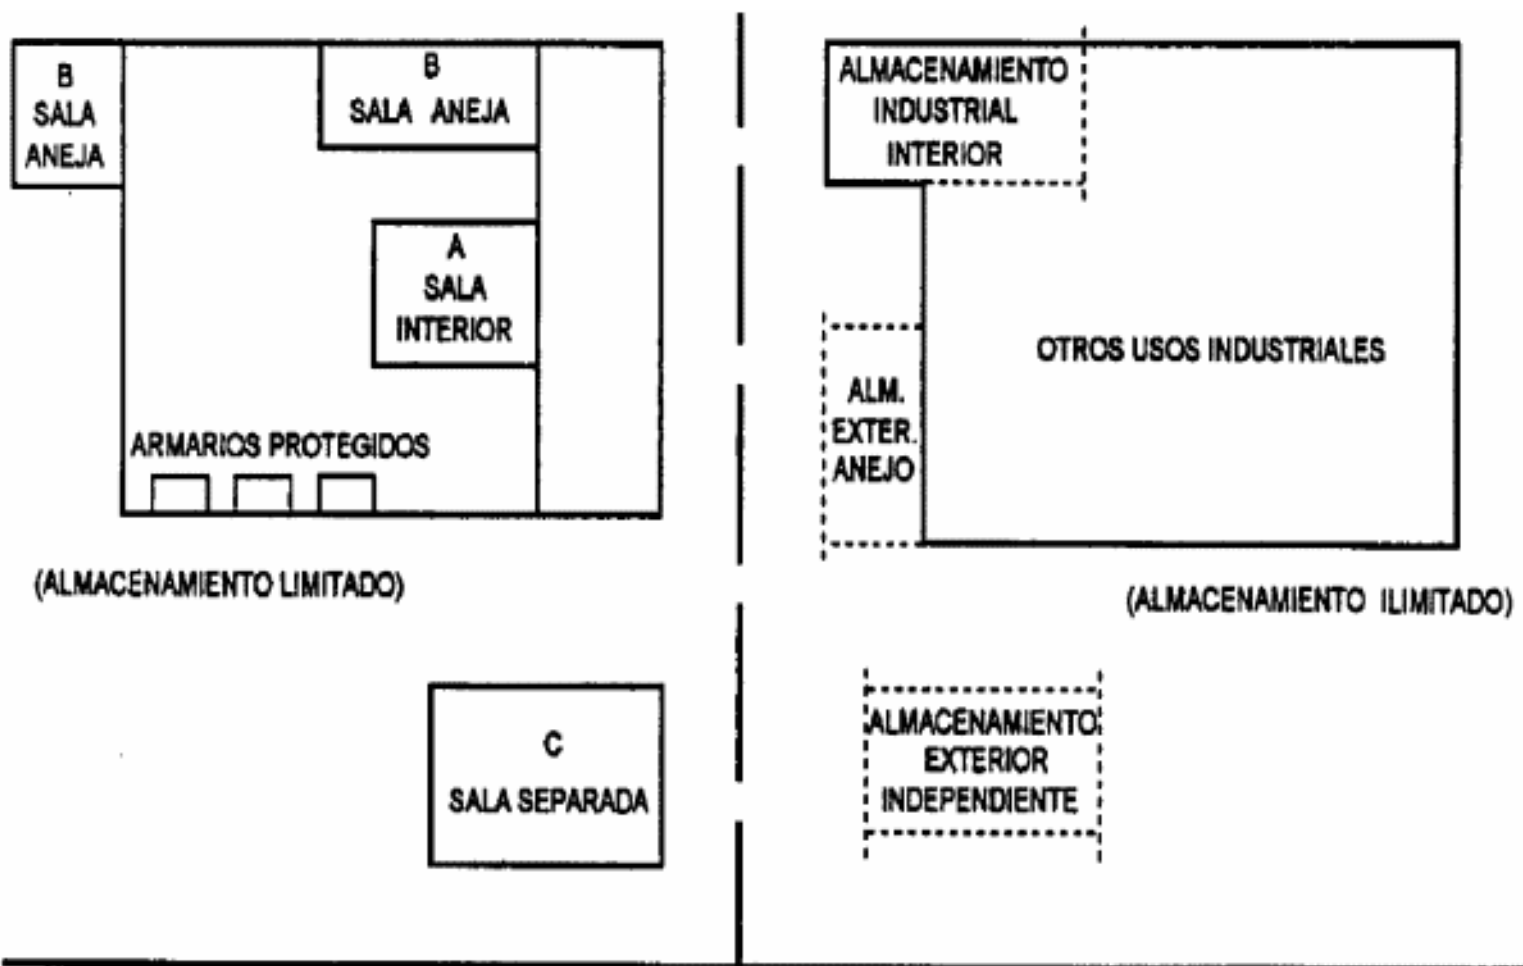 B
SALA
ANEJA
B
SALA ANEJA
A
SALA
INTERIOR
ARMARIOS PROTEGIDOS
(ALMACENAMIENTO LIMITADO)
C
SALA SEPARADA
ALMACENAMIENTO
INDUSTRIAL
INTERIOR
OTROS USOS INDUSTRIALES
ALM.
EXTER.
ANEJO
(ALMACENAMIENTO ILIMITADO)
ALMACENAMIENTO
EXTERIOR
INDEPENDIENTE